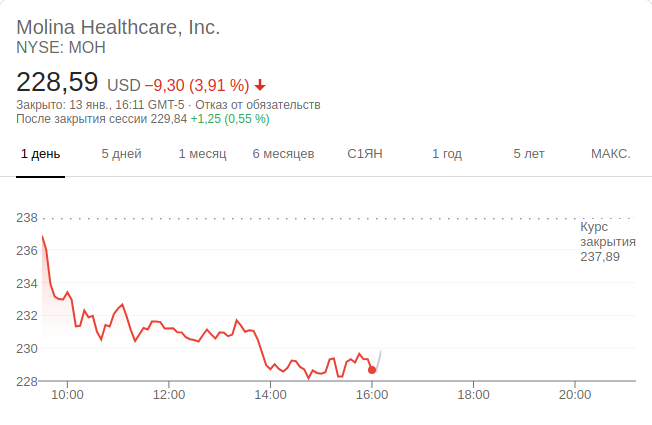 Molina Healthcare, Inc.
NYSE: MOH
228,59 USD −9,30 (3,91 %)
Закрыто: 13 янв., 16:11 GMT-5 · Отказ от обязательств
После закрытия сессии 229,84 +1,25 (0,55 %)
1 день 5 дней 1 месяц 6 месяцев С1ЯН 1 год 5 лет МАКС.
238
Курс
закрытия
237,89
236
234
232
230
228
10:00 12:00 14:00 16:00 18:00 20:00